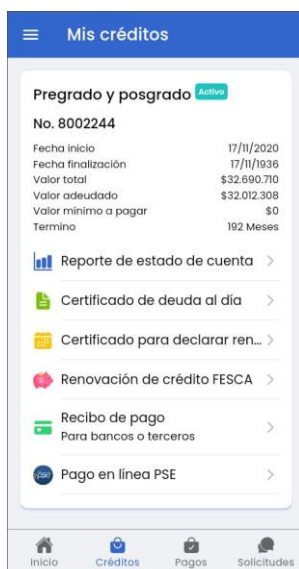 Mis créditos
Pregrado y posgrado Activo
No. 8002244
Fecha inicio 17/11/2020
Fecha finalización 17/11/1936
Valor total $32.690.710
Valor adeudado $32.012.308
Valor minimo a pagar $0
Termino 192 Meses
Reporte de estado de cuenta
Certificado de deuda al día
Certificado para declarar ren...
Renovación de crédito FESCA
Recibo de pago
Para bancos o terceros
pse Pago en línea PSE
Inicio Créditos Pagos Solicitudes